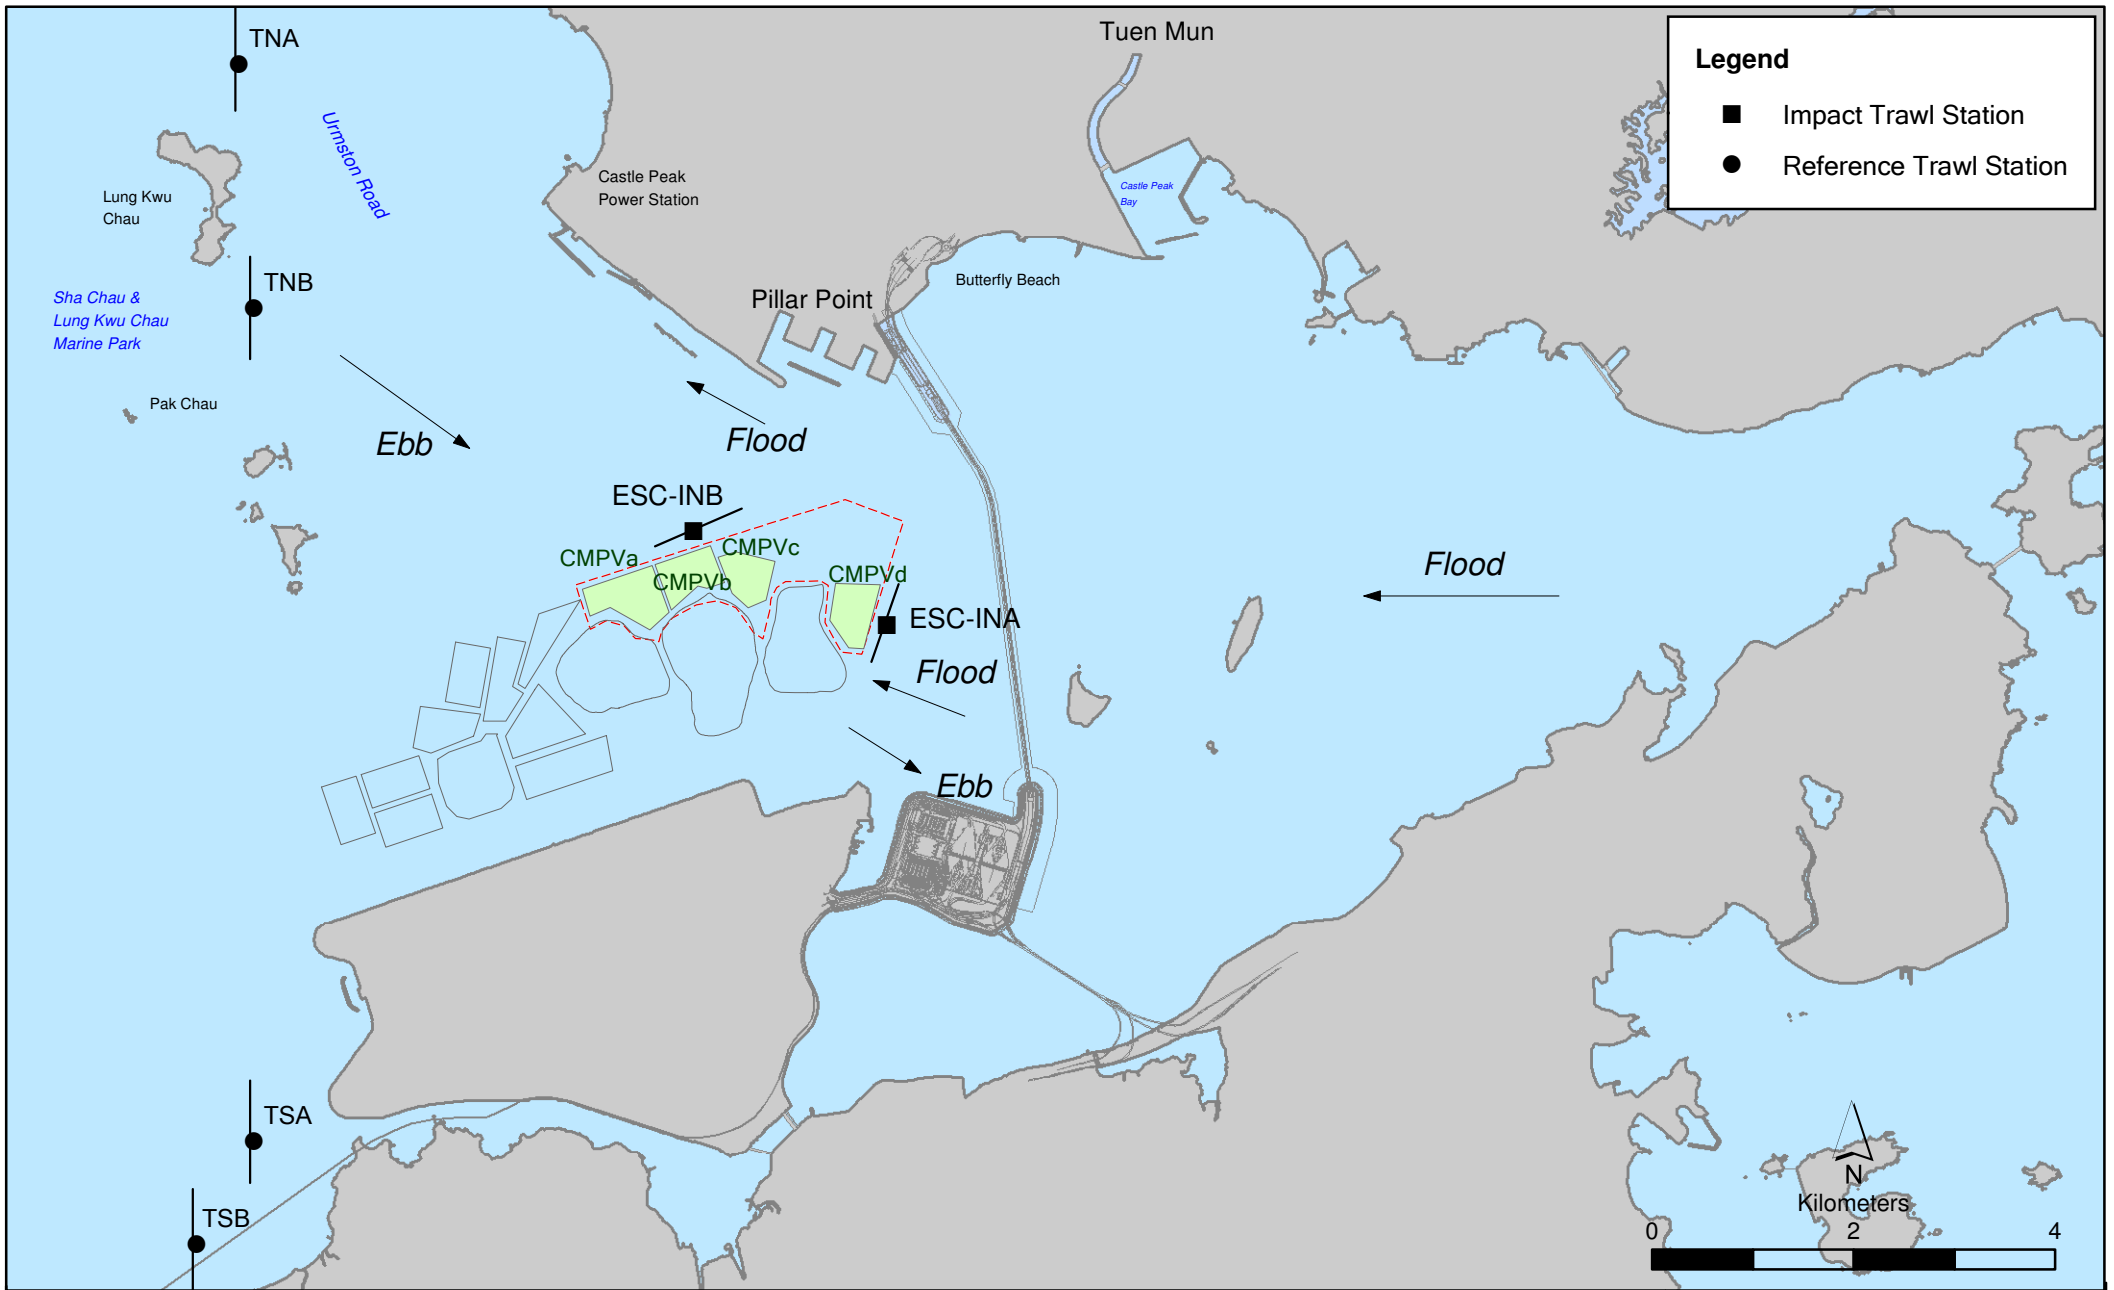 TNA
Tuen Mun
Legend
Impact Trawl Station
Reference Trawl Station
Urmston Road
Lung Kwu
Chau
Castle Peak
Power Station
Castle Peak
Bay
TNB
Sha Chau &
Lung Kwu Chau
Marine Park
Butterfly Beach
Pillar Point
Pak Chau
Ebb
Flood
ESC-INB
CMPVa
CMPVc
CMPVb
CMPVd
Flood
ESC-INA
Flood
Ebb
TSA
TSB
N
Kilometers
0 2 4